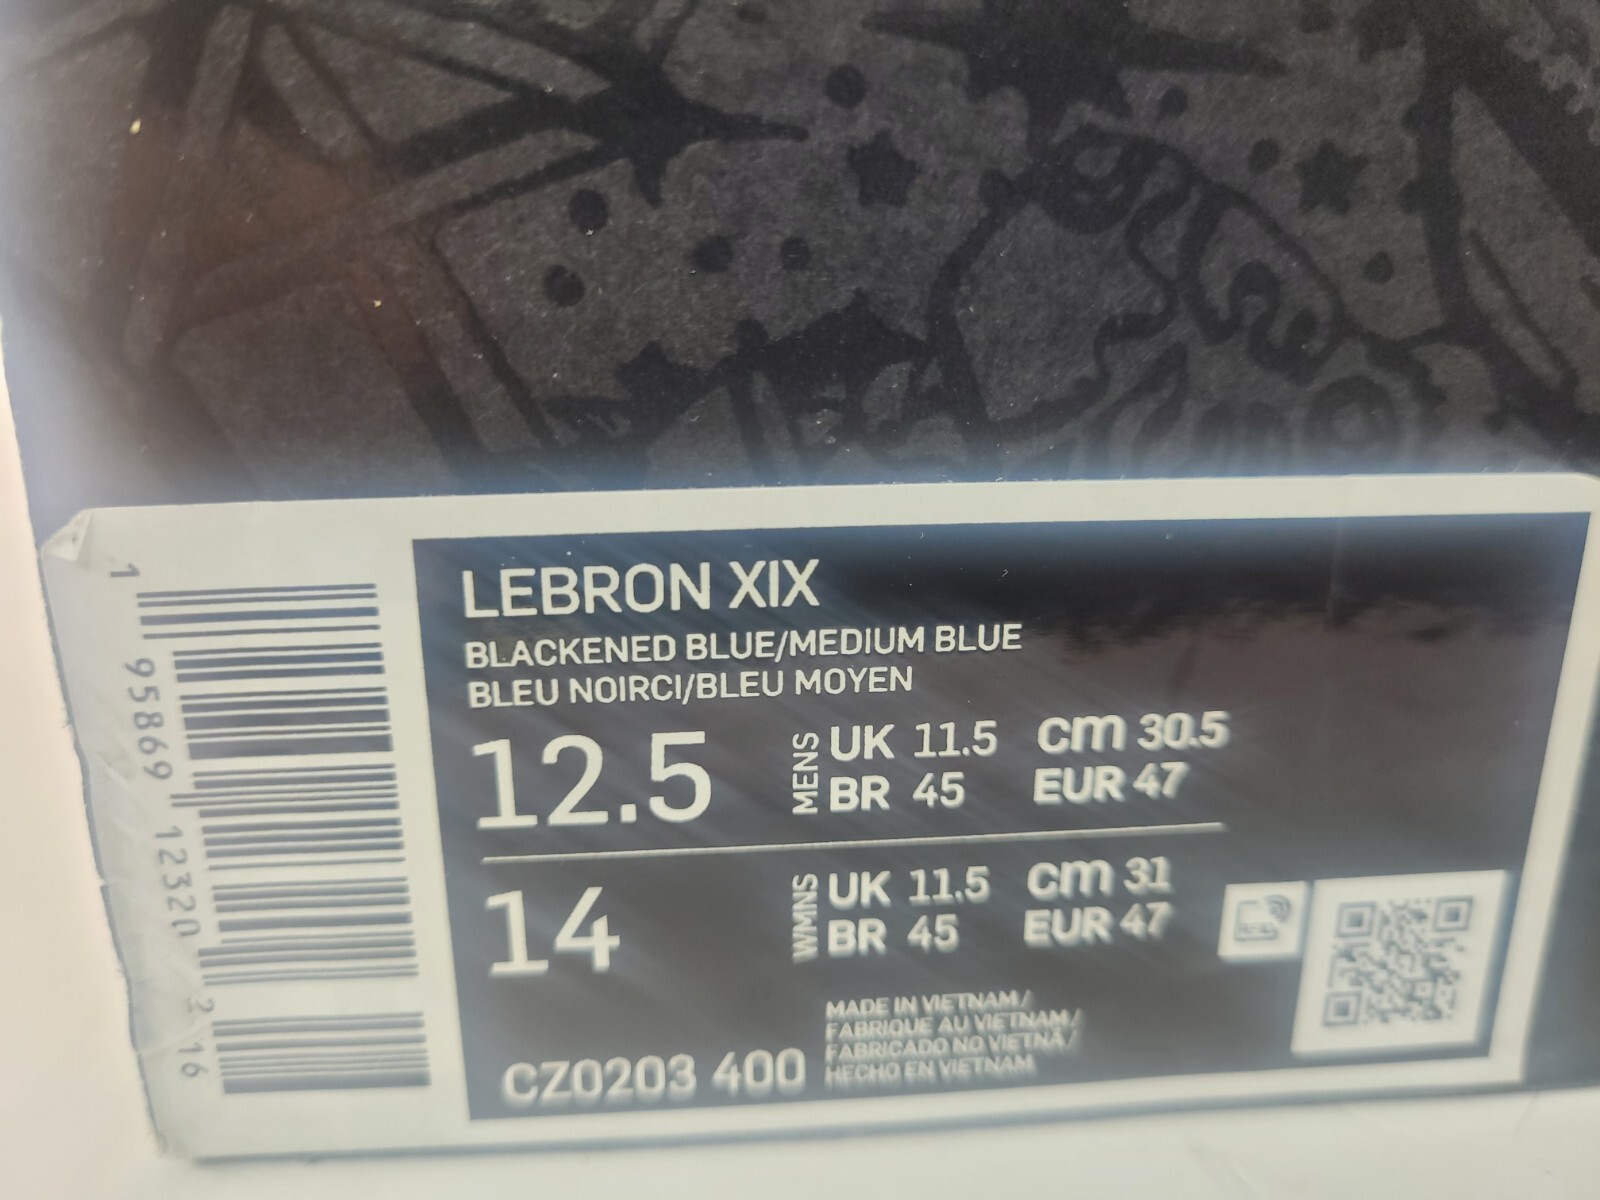 LEBRON XIX
BLACKENED BLUE/MEDIUM BLUE
BLEU NOIRCI/BLEU MOYEN
12.5 MENS UK 11.5 cm 30.5
BR 45 EUR 47
14 WMNS UK 11.5 cm 31
BR 45 EUR 47
CZ0203 400
MADE IN VIETNAM/
FABRIQUE AU VIETNAM/
FABRICADO NO VIETNÃ/
HECHO EN VIETNAM
1 95869 12320 2 16